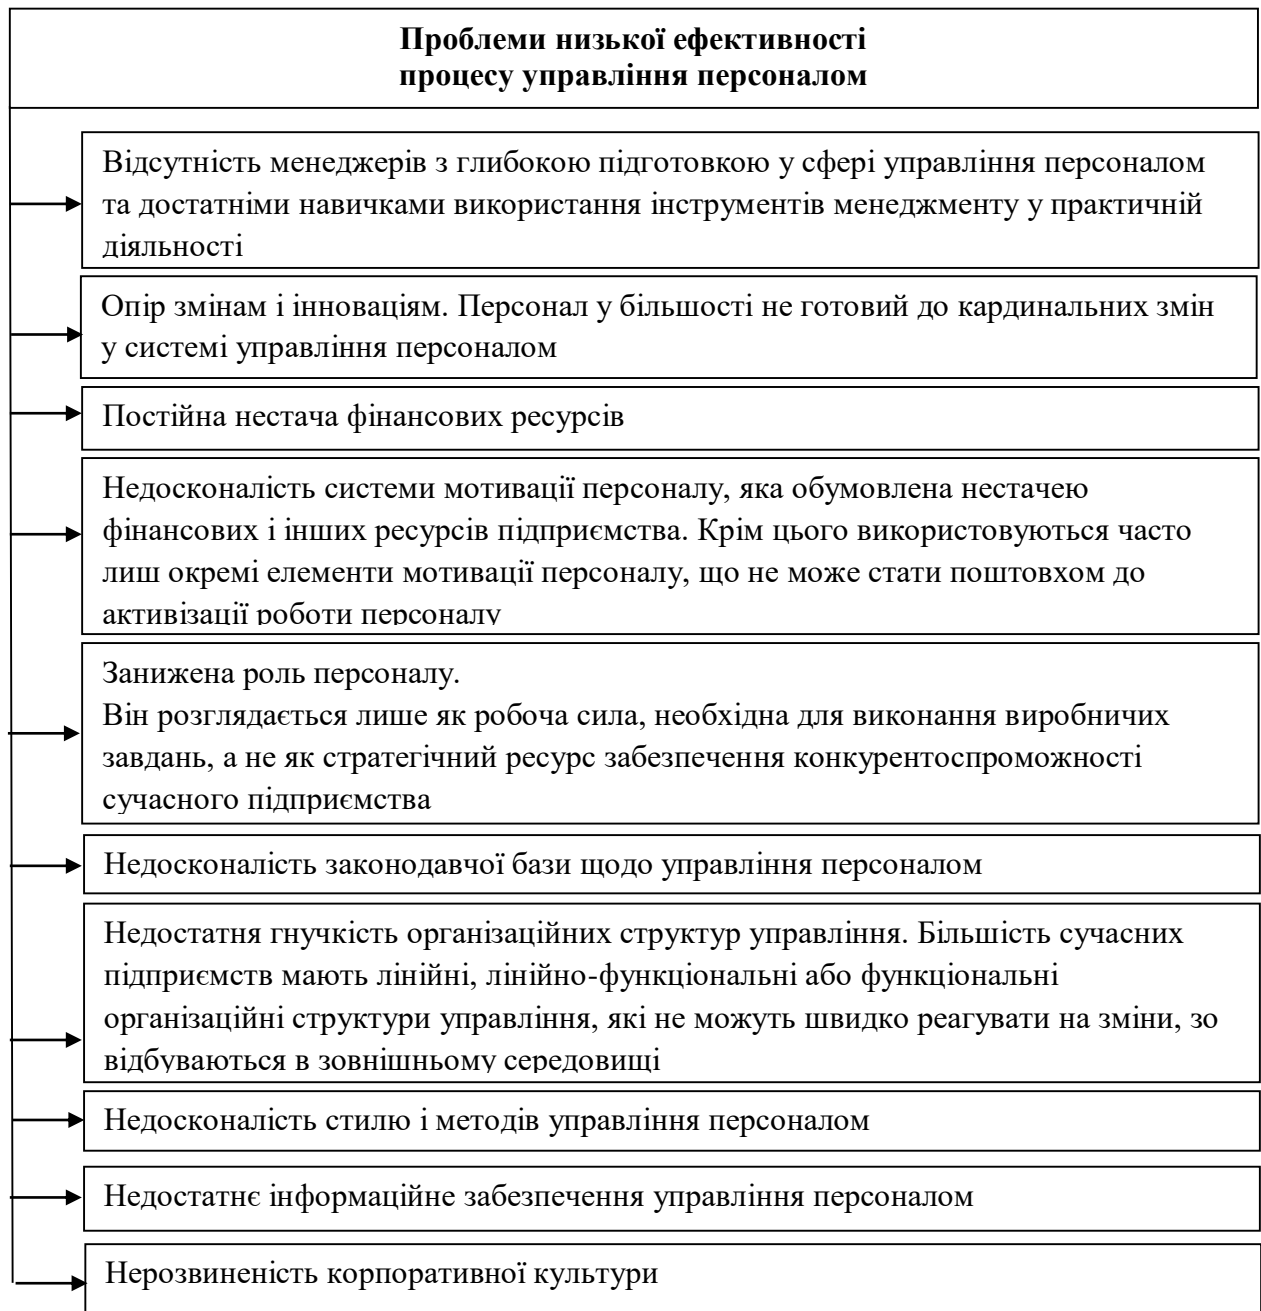 Проблеми низької ефективності
процесу управління персоналом
Відсутність менеджерів з глибокою підготовкою у сфері управління персоналом
та достатніми навичками використання інструментів менеджменту у практичній
діяльності
Опір змінам і інноваціям. Персонал у більшості не готовий до кардинальних змін
у системі управління персоналом
Постійна нестача фінансових ресурсів
Недосконалість системи мотивації персоналу, яка обумовлена нестачею
фінансових і інших ресурсів підприємства. Крім цього використовуються часто
лиш окремі елементи мотивації персоналу, що не може стати поштовхом до
активізації роботи персоналу
Занижена роль персоналу.
Він розглядається лише як робоча сила, необхідна для виконання виробничих
завдань, а не як стратегічний ресурс забезпечення конкурентоспроможності
сучасного підприємства
Недосконалість законодавчої бази щодо управління персоналом
Недостатня гнучкість організаційних структур управління. Більшість сучасних
підприємств мають лінійні, лінійно-функціональні або функціональні
організаційні структури управління, які не можуть швидко реагувати на зміни, зо
відбуваються в зовнішньому середовищі
Недосконалість стилю і методів управління персоналом
Недостатнє інформаційне забезпечення управління персоналом
Нерозвиненість корпоративної культури